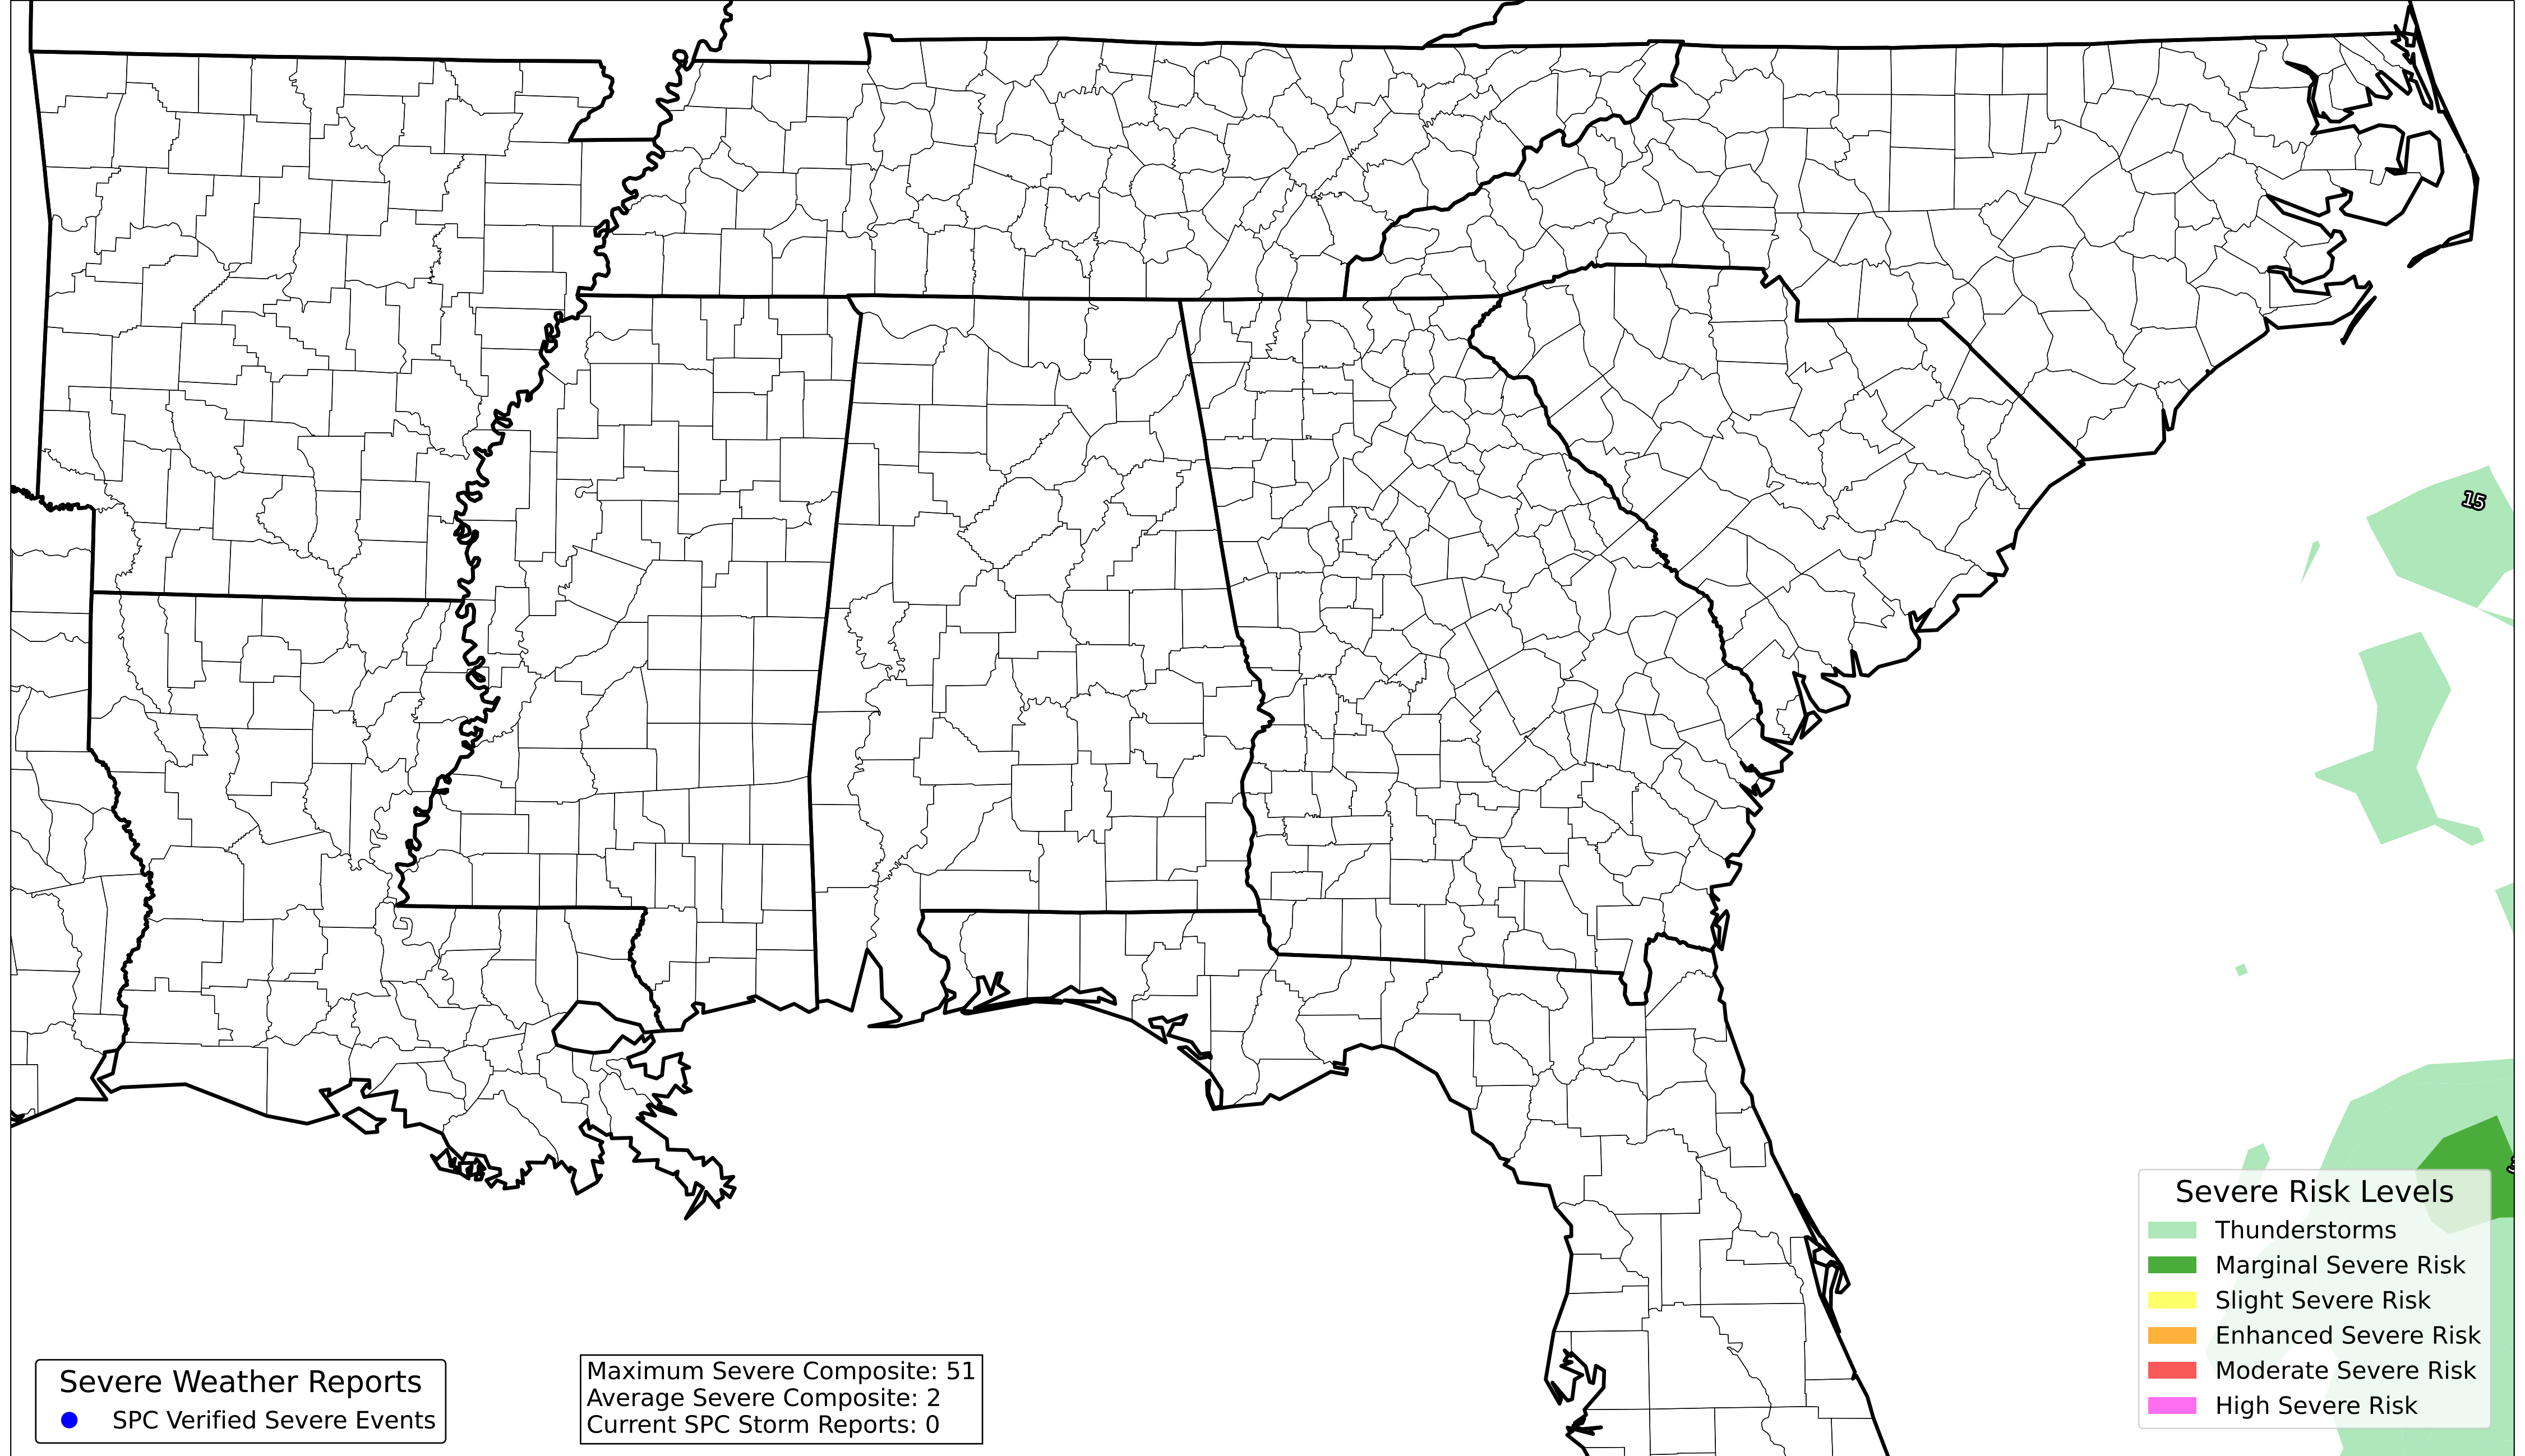 15
Severe Risk Levels
Thunderstorms
Marginal Severe Risk
Slight Severe Risk
Enhanced Severe Risk
Moderate Severe Risk
High Severe Risk
Severe Weather Reports
SPC Verified Severe Events
Maximum Severe Composite: 51
Average Severe Composite: 2
Current SPC Storm Reports: 0